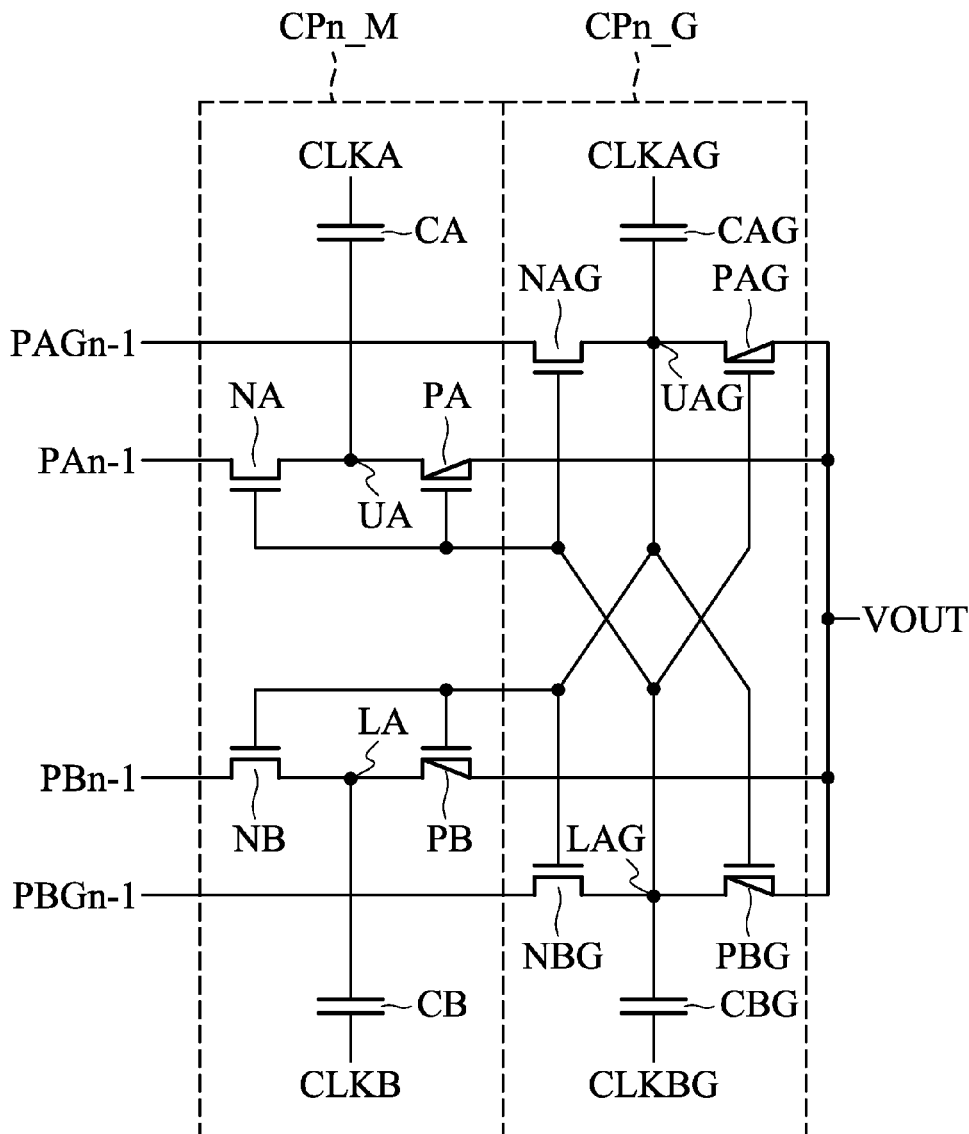 CPn_M CPn_G
CLKA CLKAG
CA CAG
NAG PAG
PAGn-1
NA PA UAG
PAn-1
UA
VOUT
LA
PBn-1
NB PB LAG
PBGn-1
NBG PBG
CB CBG
CLKB CLKBG